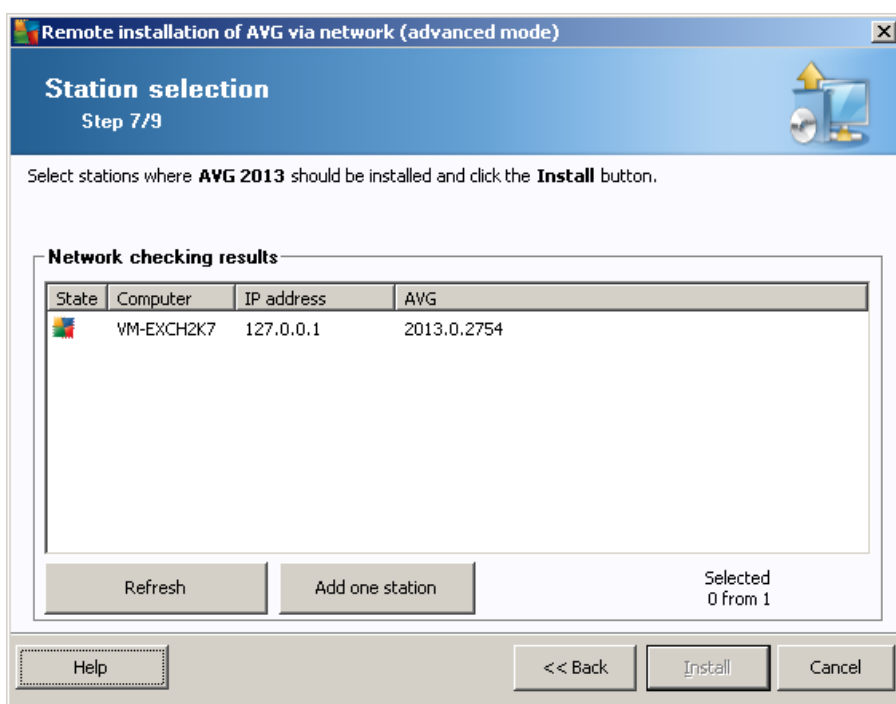 Remote installation of AVG via network (advanced mode)
Station selection
Step 7/9
Select stations where AVG 2013 should be installed and click the Install button.
Network checking results
State Computer IP address AVG
VM-EXCH2K7 127.0.0.1 2013.0.2754
Refresh Add one station Selected
0 from 1
Help << Back Install Cancel